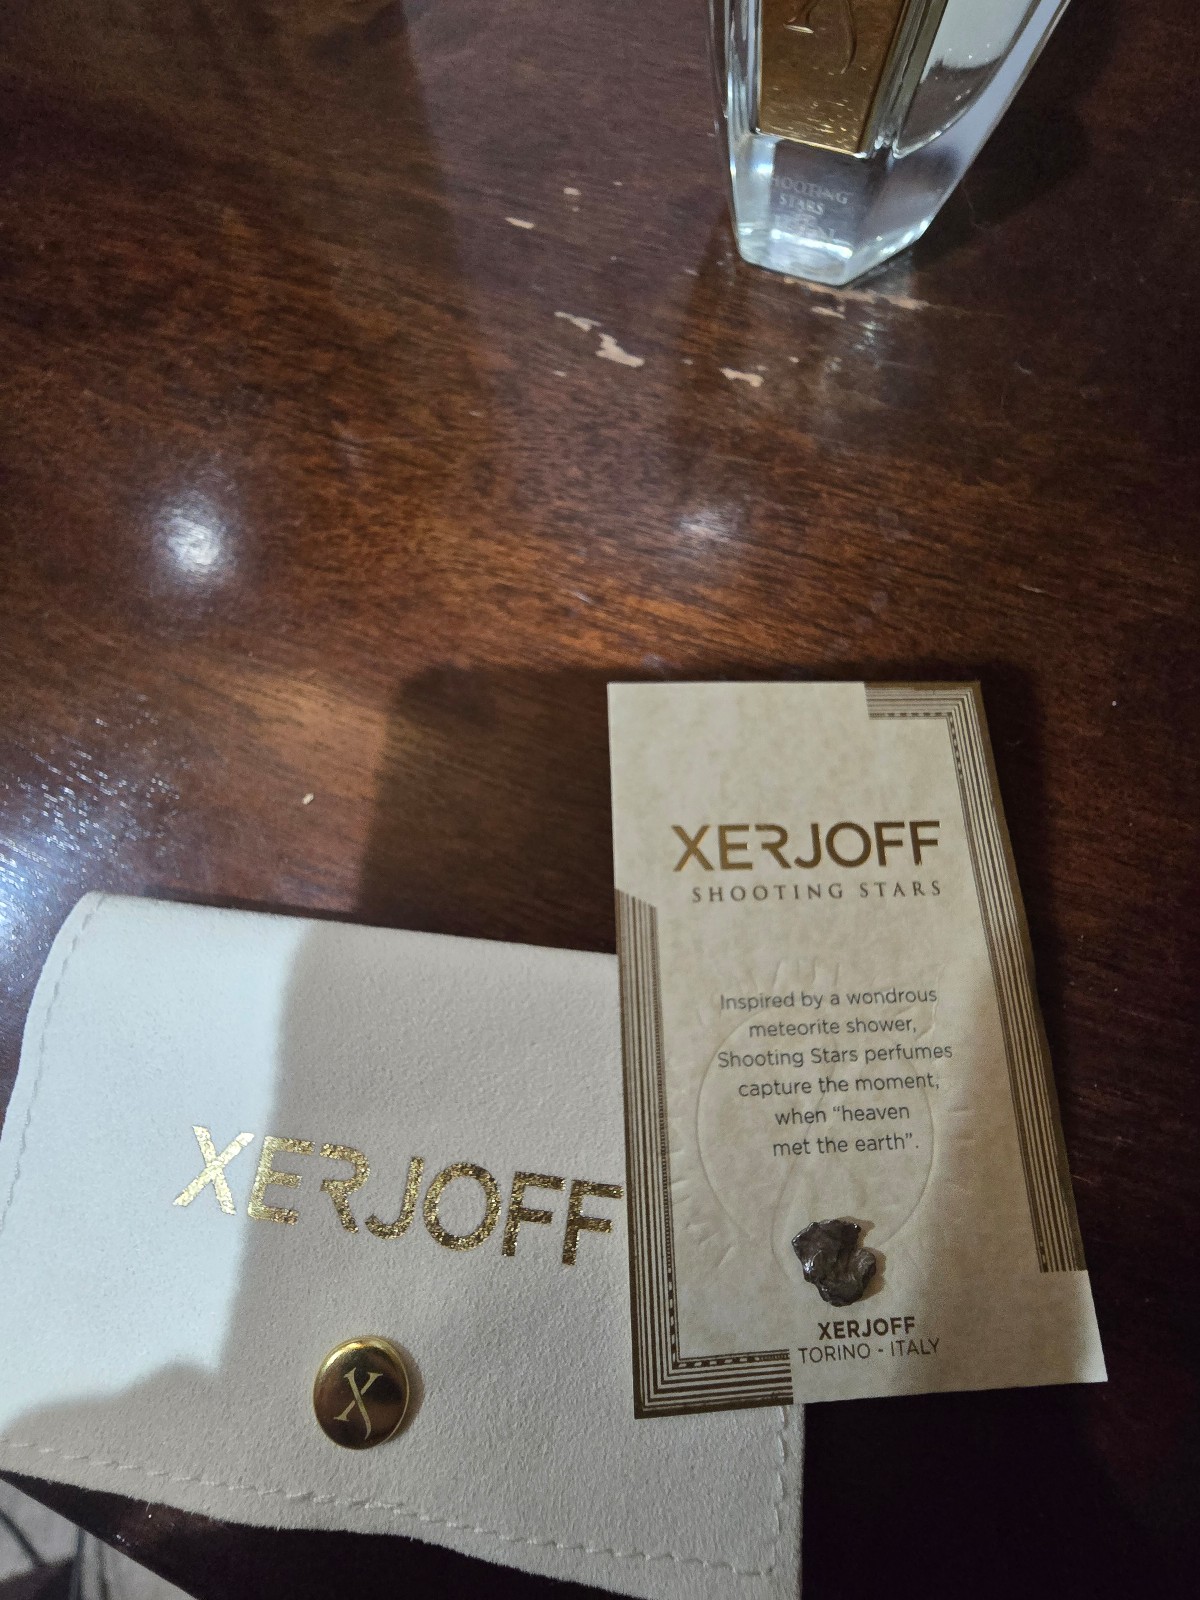 SHOOTING
STARS
XERJOFF
SHOOTING STARS
Inspired by a wondrous
meteorite shower,
Shooting Stars perfumes
capture the moment,
when “heaven
met the earth”.
XERJOFF
TORINO - ITALY
XERJOFF
X